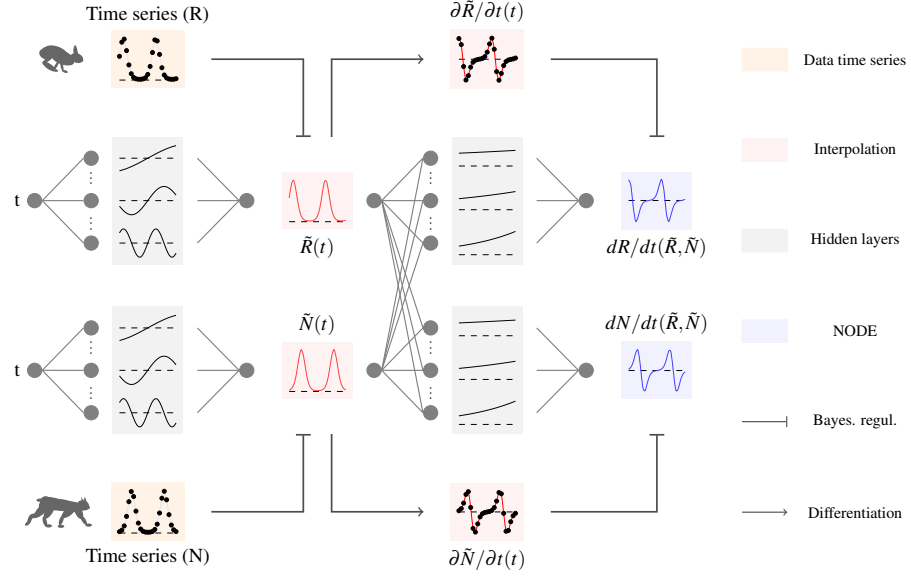 Time series (R)
∂R̃/∂t(t)
Data time series
Interpolation
t
R̃(t)
dR/dt(R̃,Ñ)
Hidden layers
Ñ(t)
dN/dt(R̃,Ñ)
NODE
t
Bayes. regul.
Differentiation
Time series (N)
∂Ñ/∂t(t)